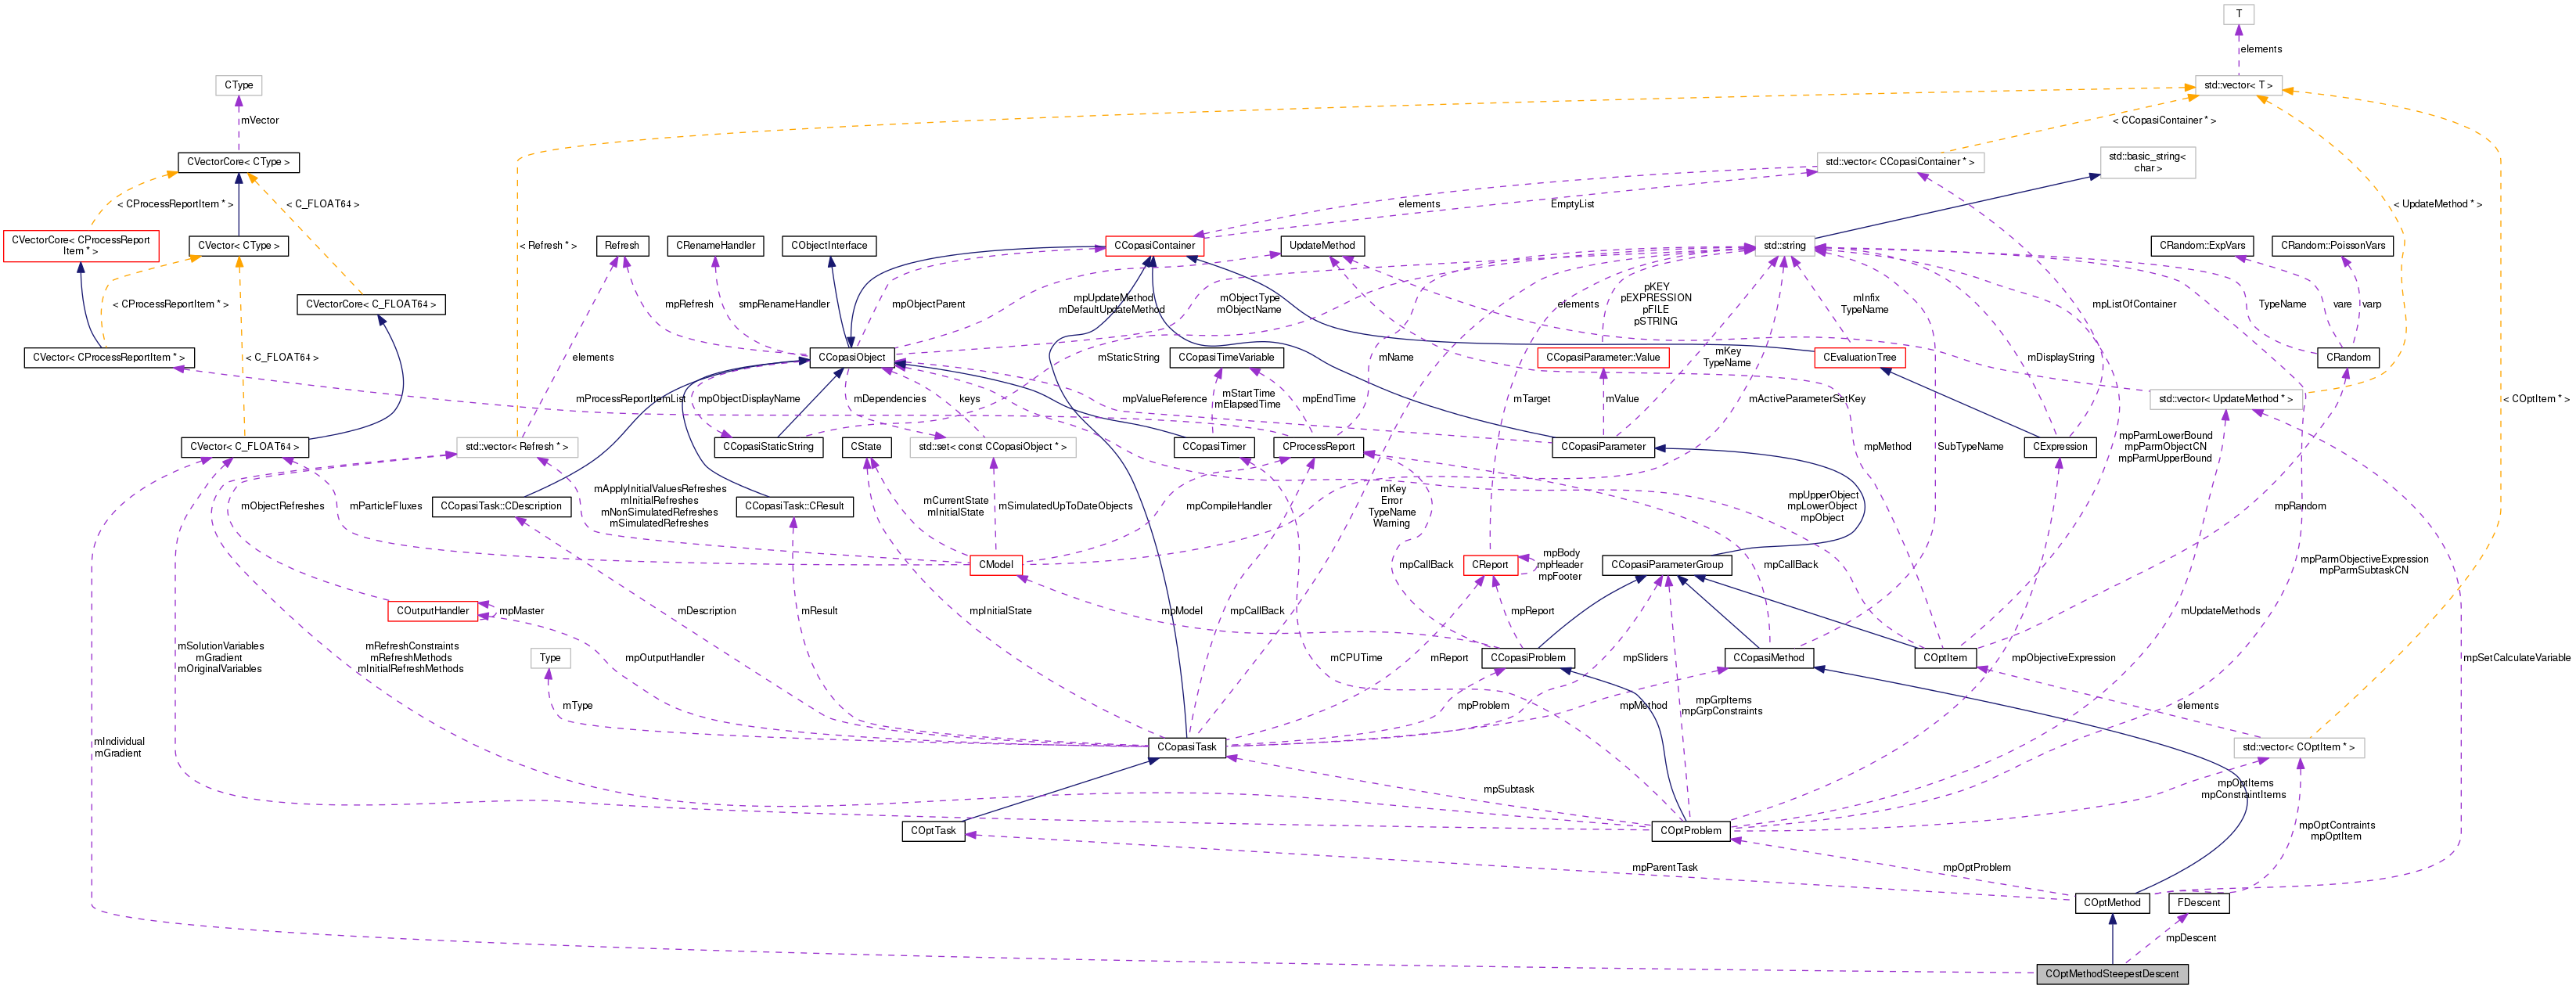 T
elements
CType
std::vector< T >
mVector
< CCopasiContainer * >
CVectorCore< CType >
std::vector< CCopasiContainer * >
std::basic_string<
char >
< CProcessReportItem * >
< C_FLOAT64 >
elements
EmptyList
< UpdateMethod * >
CVectorCore< CProcessReport
Item * >
CVector< CType >
< Refresh * >
Refresh
CRenameHandler
CObjectInterface
CCopasiContainer
UpdateMethod
std::string
CRandom::ExpVars
CRandom::PoissonVars
< CProcessReportItem * >
CVectorCore< C_FLOAT64 >
mpRefresh
smpRenameHandler
mpObjectParent
mpUpdateMethod
mDefaultUpdateMethod
mObjectType
mObjectName
elements
pKEY
pEXPRESSION
pFILE
pSTRING
mInfix
TypeName
mpListOfContainer
TypeName
vare
varp
CVector< CProcessReportItem * >
< C_FLOAT64 >
elements
CCopasiObject
mStaticString
CCopasiTimeVariable
mName
CCopasiParameter::Value
mKey
TypeName
CEvaluationTree
mDisplayString
CRandom
mProcessReportItemList
mpObjectDisplayName
mDependencies
keys
mpValueReference
mStartTime
mElapsedTime
mpEndTime
mTarget
mValue
mActiveParameterSetKey
std::vector< UpdateMethod * >
< COptItem * >
CVector< C_FLOAT64 >
std::vector< Refresh * >
CCopasiStaticString
CState
std::set< const CCopasiObject * >
CCopasiTimer
CProcessReport
CCopasiParameter
mpMethod
SubTypeName
CExpression
mpParmLowerBound
mpParmObjectCN
mpParmUpperBound
mObjectRefreshes
mParticleFluxes
CCopasiTask::CDescription
mApplyInitialValuesRefreshes
mInitialRefreshes
mNonSimulatedRefreshes
mSimulatedRefreshes
CCopasiTask::CResult
mCurrentState
mInitialState
mSimulatedUpToDateObjects
mpCompileHandler
mKey
Error
TypeName
Warning
mpUpperObject
mpLowerObject
mpObject
mpRandom
CModel
mpCallBack
CReport
mpBody
mpHeader
mpFooter
CCopasiParameterGroup
mpCallBack
mpParmObjectiveExpression
mpParmSubtaskCN
COutputHandler
mpMaster
mDescription
mResult
mpInitialState
mpModel
mpCallBack
mpReport
mUpdateMethods
mSolutionVariables
mGradient
mOriginalVariables
mRefreshConstraints
mRefreshMethods
mInitialRefreshMethods
Type
mpOutputHandler
mCPUTime
mReport
CCopasiProblem
mpSliders
CCopasiMethod
COptItem
mpObjectiveExpression
mpSetCalculateVariable
mType
mpProblem
mpGrpItems
mpGrpConstraints
mpMethod
elements
mIndividual
mGradient
CCopasiTask
std::vector< COptItem * >
mpSubtask
mpOptItems
mpConstraintItems
COptTask
COptProblem
mpOptContraints
mpOptItem
mpParentTask
mpOptProblem
COptMethod
FDescent
mpDescent
COptMethodSteepestDescent